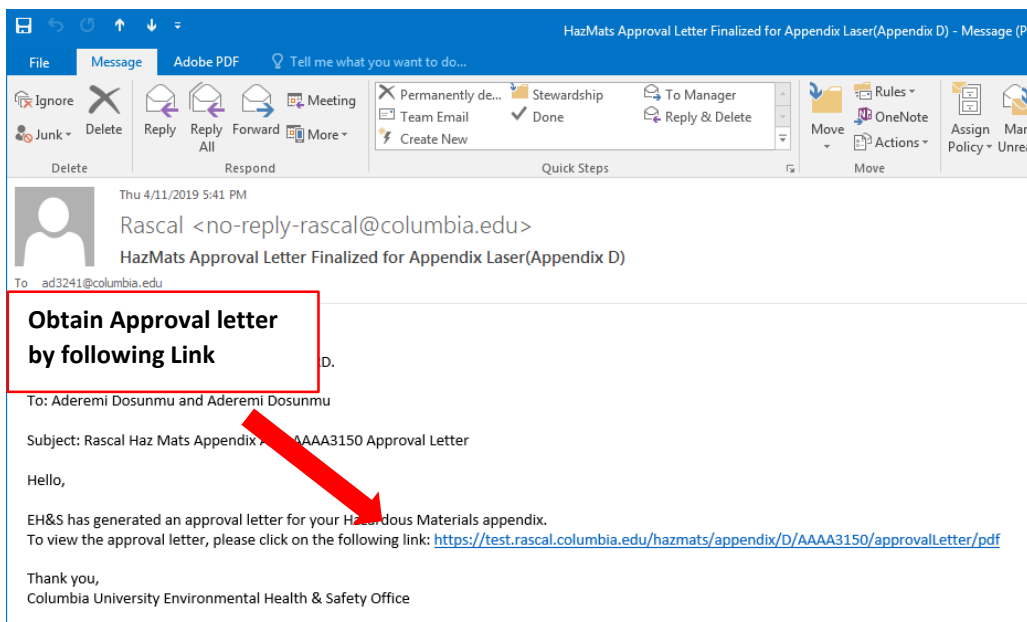 HazMats Approval Letter Finalized for Appendix Laser(Appendix D) - Message (P
File Message Adobe PDF Tell me what you want to do...
Ignore
Junk
Delete
Reply
Reply All
Forward
Meeting
More
Permanently de...
Team Email
Create New
Stewardship
Done
To Manager
Reply & Delete
Move
Rules
OneNote
Actions
Assign Policy
Mar
Unrea
Delete Respond Quick Steps Move
Thu 4/11/2019 5:41 PM
Rascal <no-reply-rascal@columbia.edu>
HazMats Approval Letter Finalized for Appendix Laser(Appendix D)
To ad3241@columbia.edu
Obtain Approval letter
by following Link
D.
To: Aderemi Dosunmu and Aderemi Dosunmu
Subject: Rascal Haz Mats Appendix AAAA3150 Approval Letter
Hello,
EH&S has generated an approval letter for your Hazardous Materials appendix.
To view the approval letter, please click on the following link: https://test.rascal.columbia.edu/hazmats/appendix/D/AAAA3150/approvalLetter/pdf
Thank you,
Columbia University Environmental Health & Safety Office